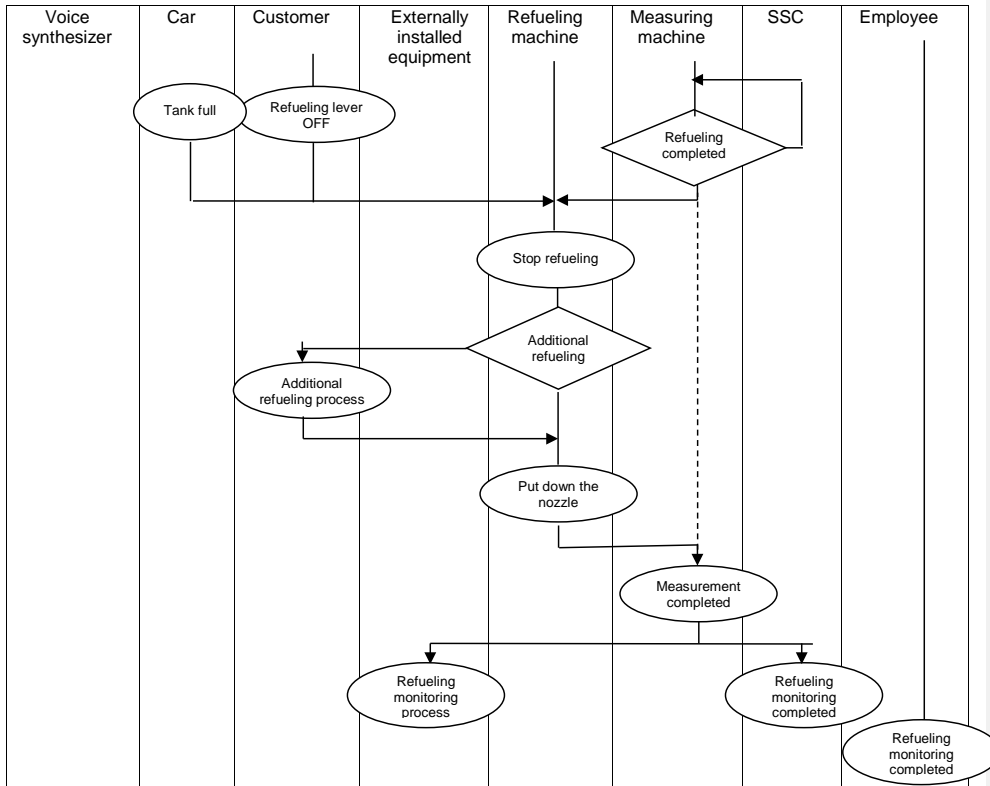 Voice
synthesizer
Car
Customer
Externally
installed
equipment
Refueling
machine
Measuring
machine
SSC
Employee
Tank full
Refueling lever
OFF
Refueling
completed
Stop refueling
Additional
refueling
Additional
refueling process
Put down the
nozzle
Measurement
completed
Refueling
monitoring
process
Refueling
monitoring
completed
Refueling
monitoring
completed